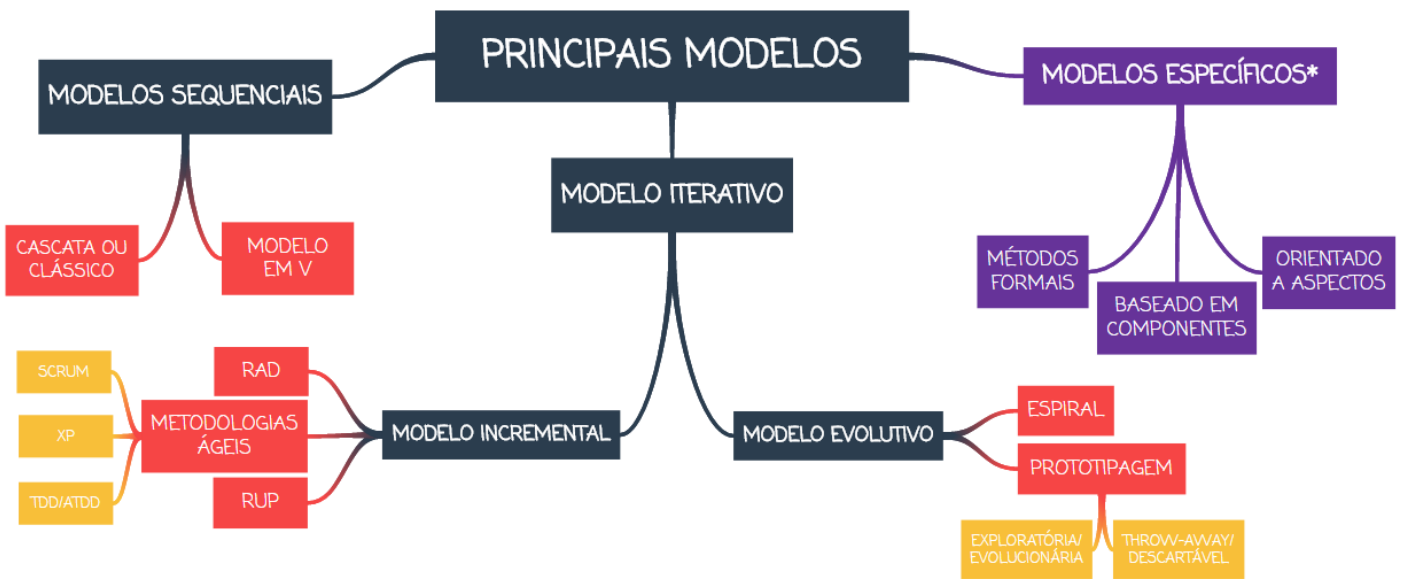 PRINCIPAIS MODELOS
MODELOS SEQUENCIAIS
MODELOS ESPECÍFICOS*
MODELO ITERATIVO
CASCATA OU
CLÁSSICO
MODELO
EM V
MÉTODOS
FORMAIS
BASEADO EM
COMPONENTES
ORIENTADO
A ASPECTOS
SCRUM
XP
TDD/ATDD
METODOLOGIAS
ÁGEIS
RAD
RUP
MODELO INCREMENTAL
MODELO EVOLUTIVO
ESPIRAL
PROTOTIPAGEM
EXPLORATÓRIA/
EVOLUCIONÁRIA
THROW-AWAY/
DESCARTÁVEL